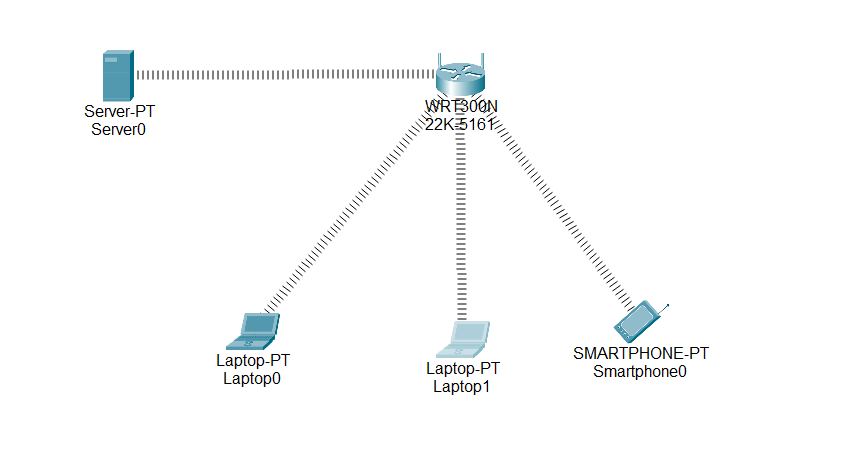 Server-PT
Server0
WRT300N
22K-5161
Laptop-PT
Laptop0
Laptop-PT
Laptop1
SMARTPHONE-PT
Smartphone0